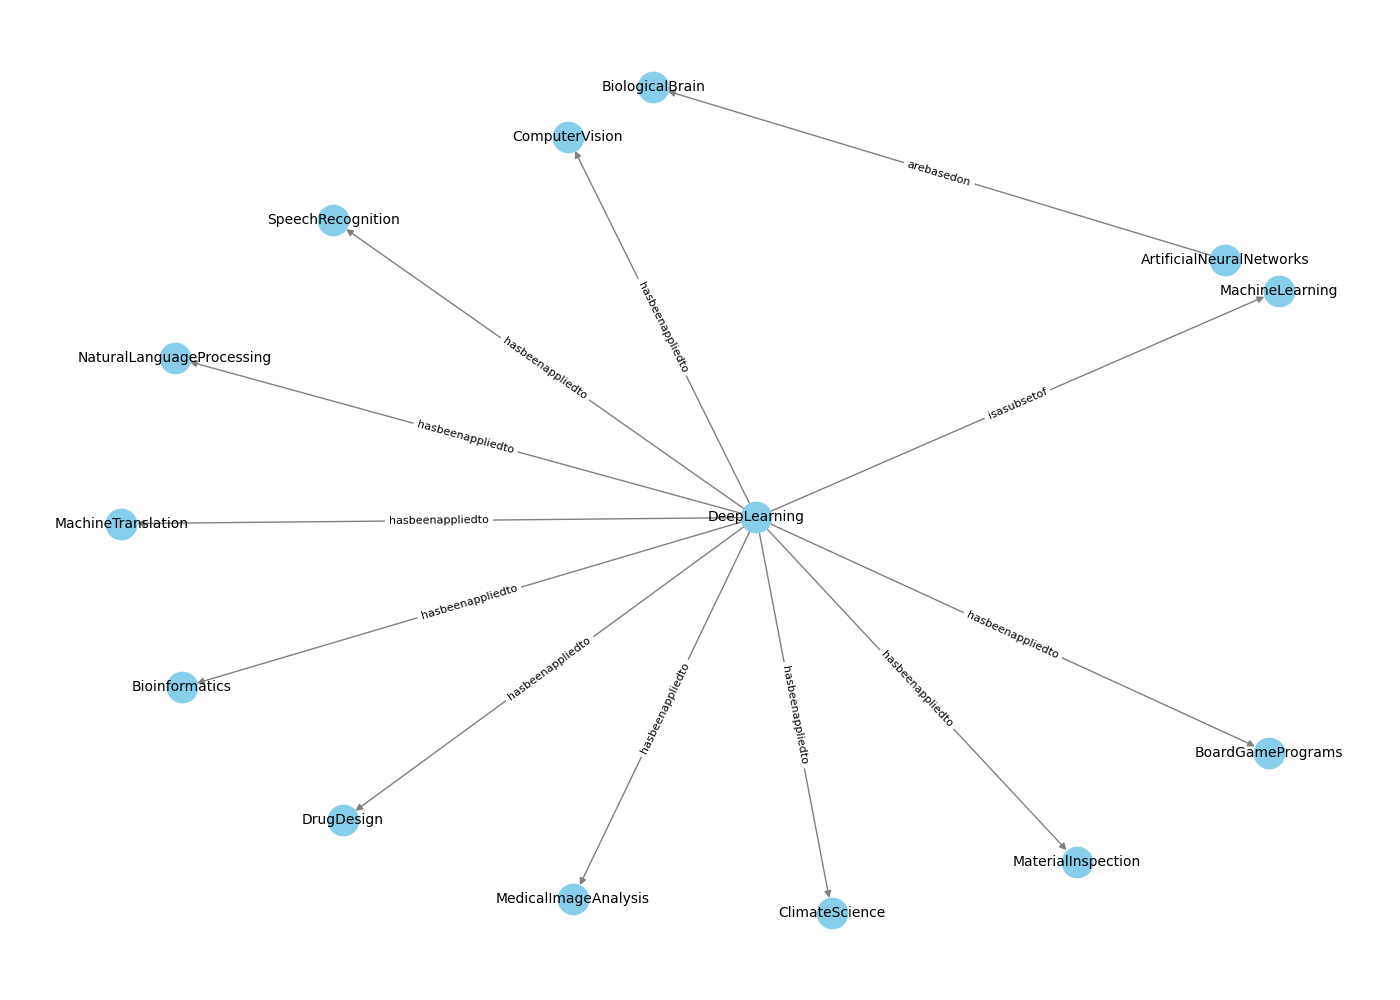 BiologicalBrain
ComputerVision
arebasedon
SpeechRecognition
ArtificialNeuralNetworks
MachineLearning
hasbeenappliedto
hasbeenappliedto
NaturalLanguageProcessing
isasubsetof
hasbeenappliedto
MachineTranslation
hasbeenappliedto
DeepLearning
hasbeenappliedto
hasbeenappliedto
hasbeenappliedto
Bioinformatics
hasbeenappliedto
hasbeenappliedto
hasbeenappliedto
BoardGamePrograms
DrugDesign
MaterialInspection
MedicalImageAnalysis
ClimateScience